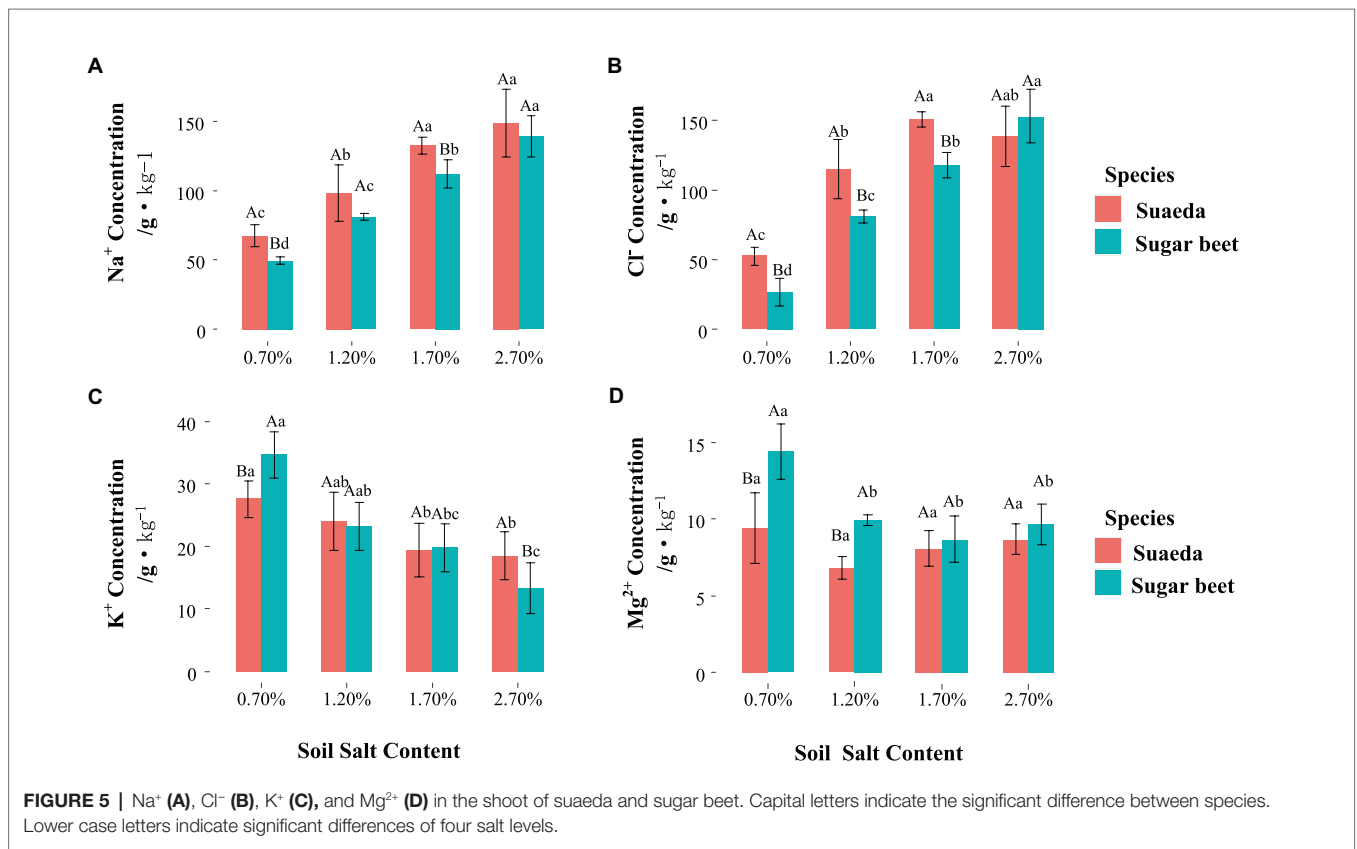 A
Na⁺ Concentration
/g • kg−1
150
100
50
0
Ac
Bd
Ab
Ac
Aa
Bb
Aa
Aa
0.70%
1.20%
1.70%
2.70%
B
Cl⁻ Concentration
/g • kg⁻¹
150
100
50
0
Ac
Bd
Ab
Bc
Aa
Bb
Aab
Aa
0.70%
1.20%
1.70%
2.70%
Species
Suaeda
Sugar beet
C
K⁺ Concentration
/g • kg⁻¹
40
30
20
10
0
Ba
Aa
Aab
Aab
Ab
Abc
Ab
Bc
0.70%
1.20%
1.70%
2.70%
Soil Salt Content
D
Mg²⁺ Concentration
/g • kg⁻¹
15
10
5
0
Ba
Aa
Ba
Ab
Aa
Ab
Aa
Ab
0.70%
1.20%
1.70%
2.70%
Soil Salt Content
Species
Suaeda
Sugar beet
FIGURE 5 | Na⁺ (A), Cl⁻ (B), K⁺ (C), and Mg²⁺ (D) in the shoot of suaeda and sugar beet. Capital letters indicate the significant difference between species.
Lower case letters indicate significant differences of four salt levels.